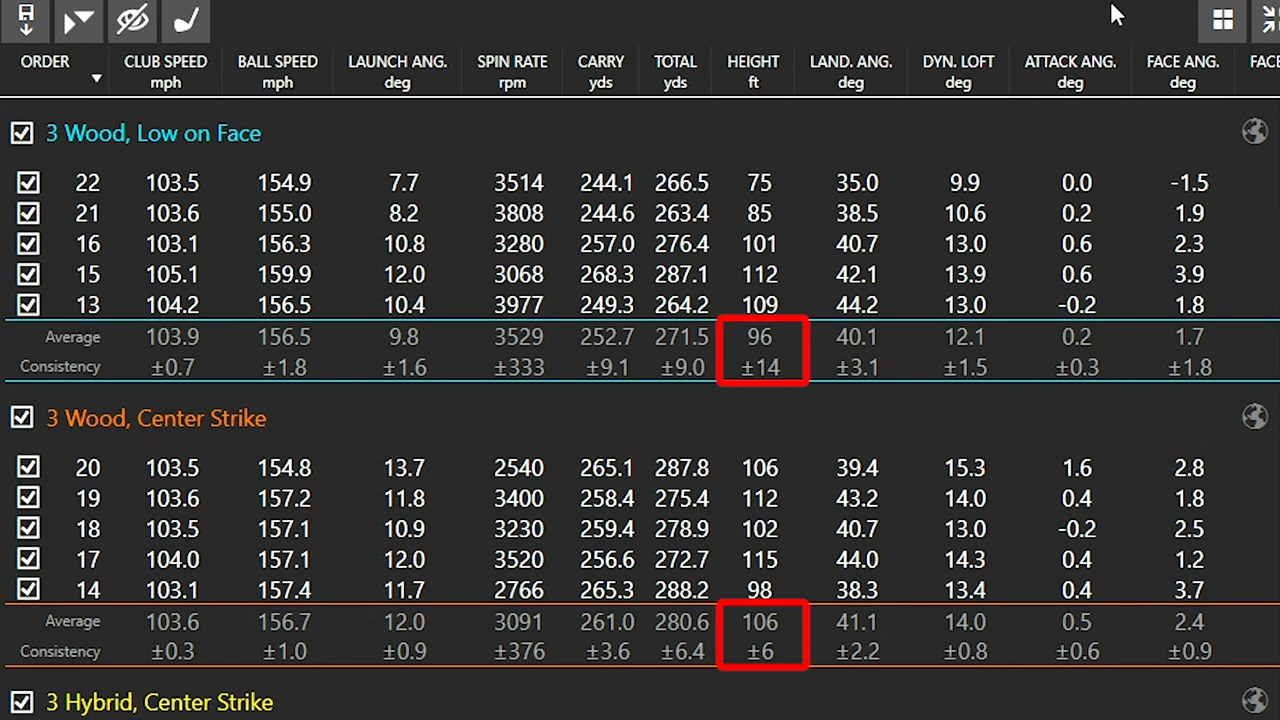 ORDER CLUB SPEED BALL SPEED LAUNCH ANG. SPIN RATE CARRY TOTAL HEIGHT LAND. ANG. DYN. LOFT ATTACK ANG. FACE ANG. FACE
mph mph deg rpm yds yds ft deg deg deg deg
3 Wood, Low on Face
22 103.5 154.9 7.7 3514 244.1 266.5 75 35.0 9.9 0.0 -1.5
21 103.6 155.0 8.2 3808 244.6 263.4 85 38.5 10.6 0.2 1.9
16 103.1 156.3 10.8 3280 257.0 276.4 101 40.7 13.0 0.6 2.3
15 105.1 159.9 12.0 3068 268.3 287.1 112 42.1 13.9 0.6 3.9
13 104.2 156.5 10.4 3977 249.3 264.2 109 44.2 13.0 -0.2 1.8
Average 103.9 156.5 9.8 3529 252.7 271.5 96 40.1 12.1 0.2 1.7
Consistency ±0.7 ±1.8 ±1.6 ±333 ±9.1 ±9.0 ±14 ±3.1 ±1.5 ±0.3 ±1.8
3 Wood, Center Strike
20 103.5 154.8 13.7 2540 265.1 287.8 106 39.4 15.3 1.6 2.8
19 103.6 157.2 11.8 3400 258.4 275.4 112 43.2 14.0 0.4 1.8
18 103.5 157.1 10.9 3230 259.4 278.9 102 40.7 13.0 -0.2 2.5
17 104.0 157.1 12.0 3520 256.6 272.7 115 44.0 14.3 0.4 1.2
14 103.1 157.4 11.7 2766 265.3 288.2 98 38.3 13.4 0.4 3.7
Average 103.6 156.7 12.0 3091 261.0 280.6 106 41.1 14.0 0.5 2.4
Consistency ±0.3 ±1.0 ±0.9 ±376 ±3.6 ±6.4 ±6 ±2.2 ±0.8 ±0.6 ±0.9
3 Hybrid, Center Strike